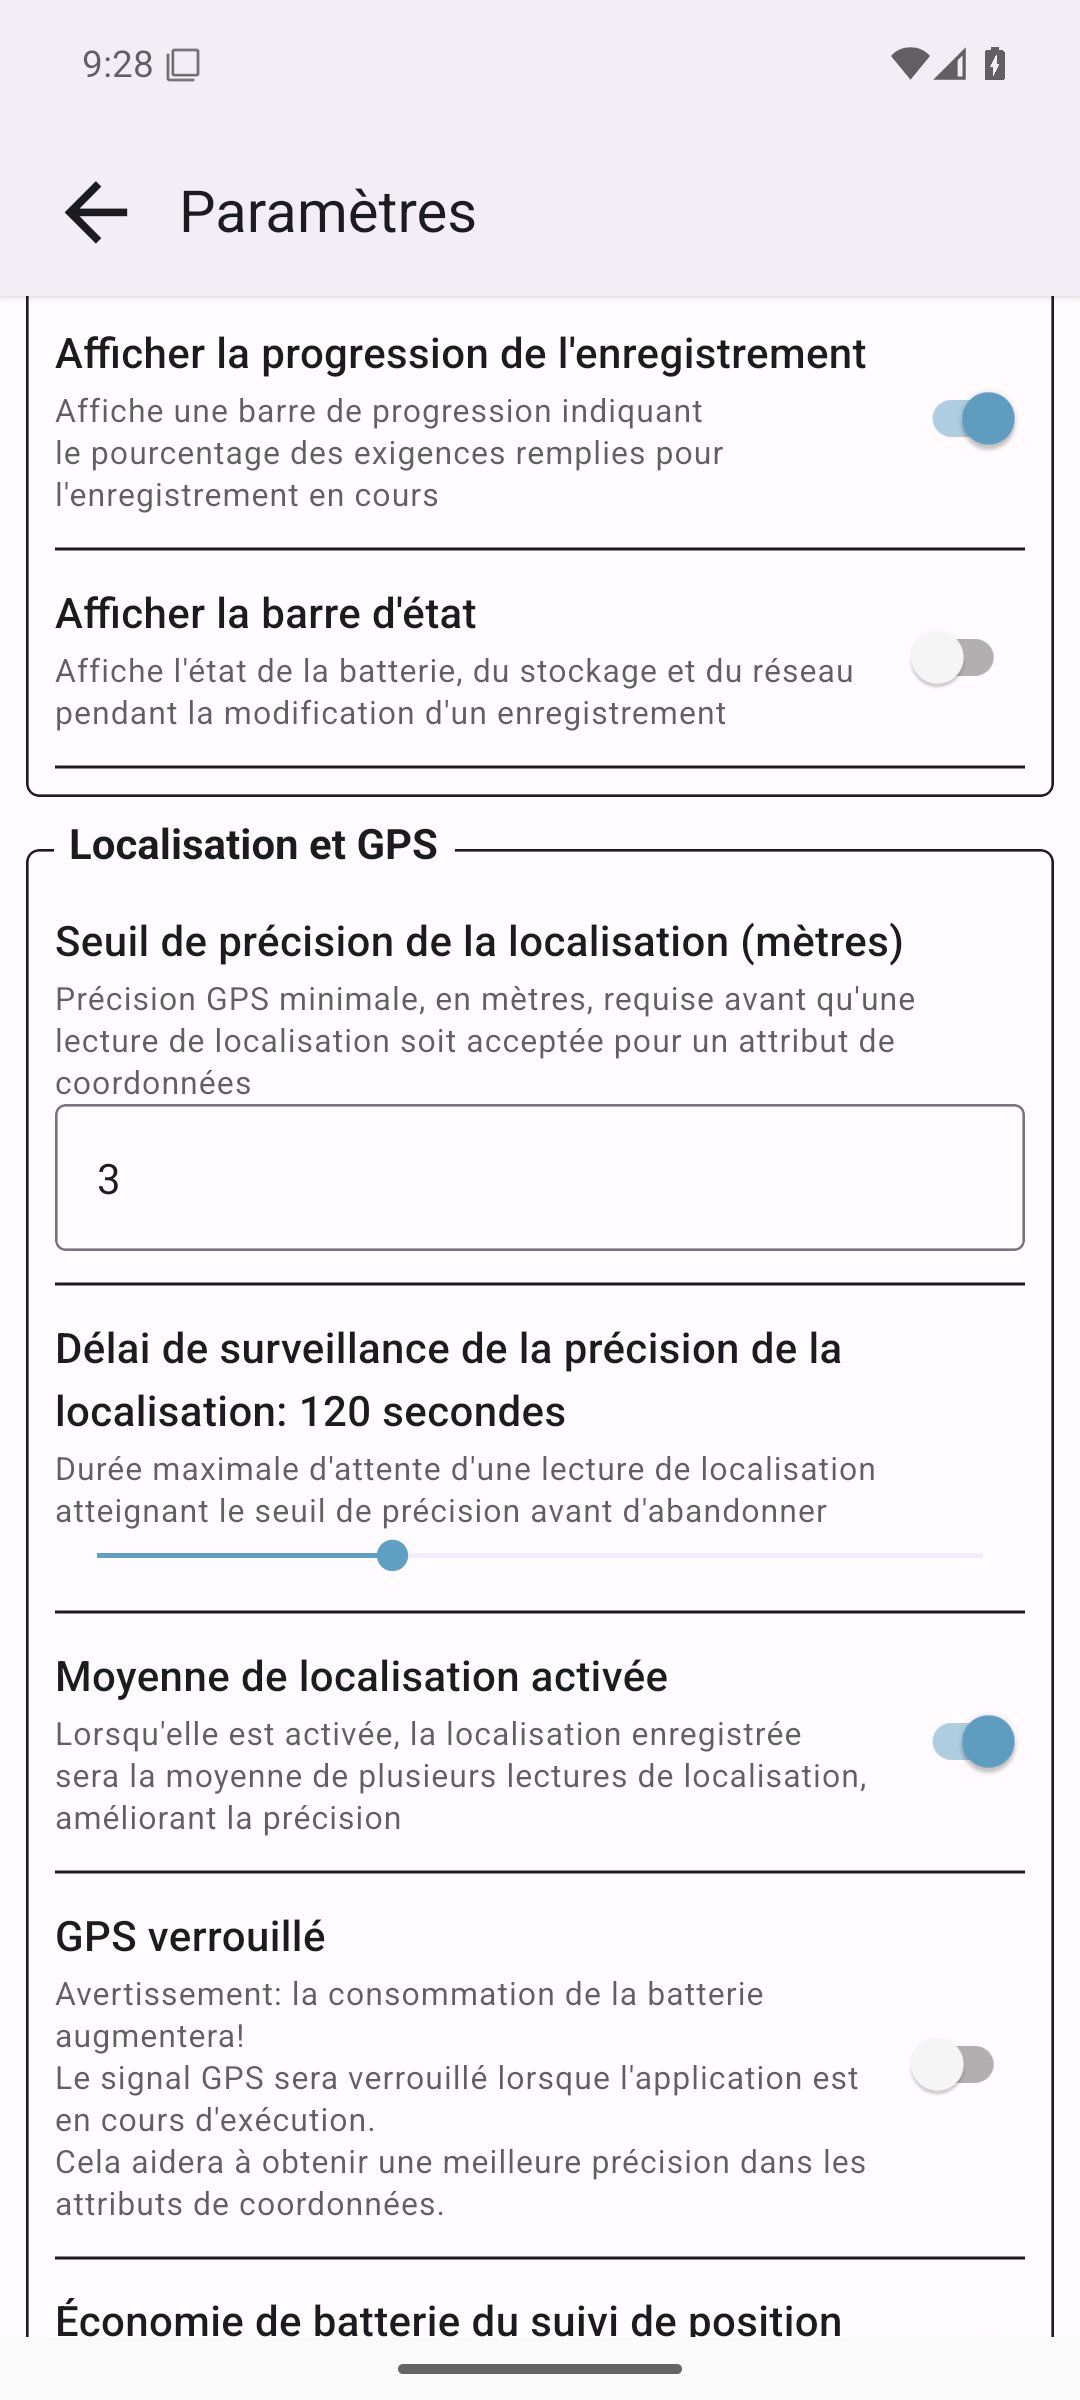 9:28
Paramètres
Afficher la progression de l'enregistrement
Affiche une barre de progression indiquant
le pourcentage des exigences remplies pour
l'enregistrement en cours
Afficher la barre d'état
Affiche l'état de la batterie, du stockage et du réseau
pendant la modification d'un enregistrement
Localisation et GPS
Seuil de précision de la localisation (mètres)
Précision GPS minimale, en mètres, requise avant qu'une
lecture de localisation soit acceptée pour un attribut de
coordonnées
3
Délai de surveillance de la précision de la
localisation: 120 secondes
Durée maximale d'attente d'une lecture de localisation
atteignant le seuil de précision avant d'abandonner
Moyenne de localisation activée
Lorsqu'elle est activée, la localisation enregistrée
sera la moyenne de plusieurs lectures de localisation,
améliorant la précision
GPS verrouillé
Avertissement: la consommation de la batterie
augmentera!
Le signal GPS sera verrouillé lorsque l'application est
en cours d'exécution.
Cela aidera à obtenir une meilleure précision dans les
attributs de coordonnées.
Économie de batterie du suivi de position